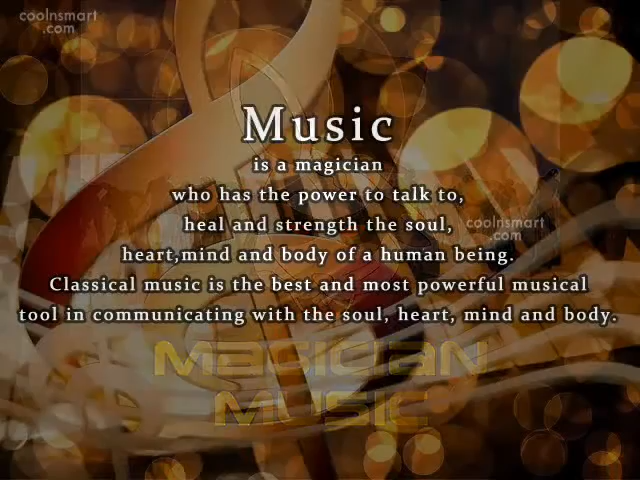 coolnsmart
.com
coolnsmart
.com
Music
is a magician
who has the power to talk to,
heal and strength the soul,
coolnsmart
.com
heart,mind and body of a human being.
Classical music is the best and most powerful musical
tool in communicating with the soul, heart, mind and body.
MAGICIAN
MUSIC